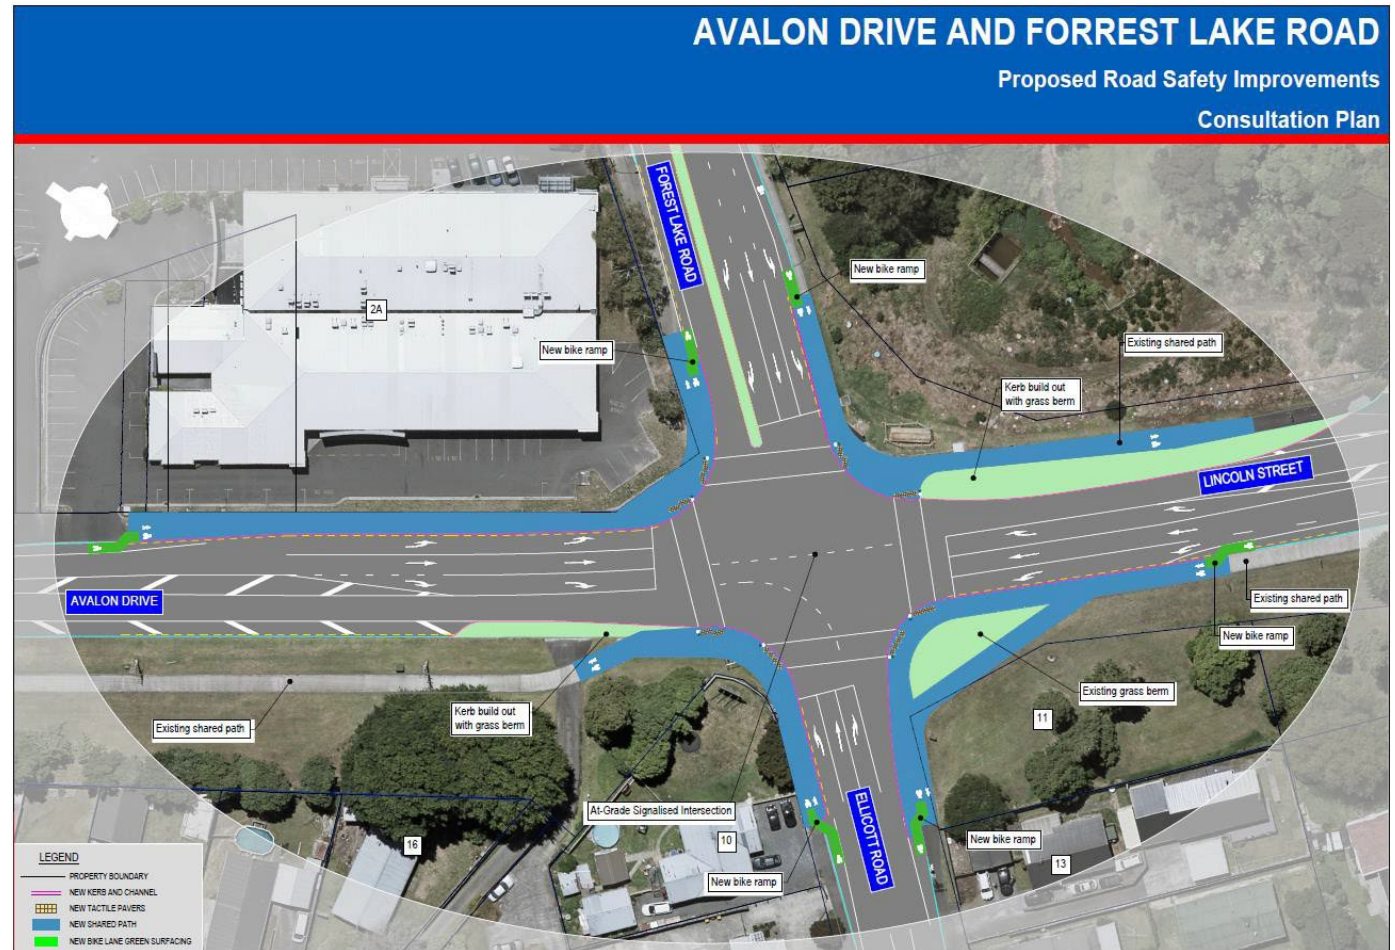 AVALON DRIVE AND FORREST LAKE ROAD
Proposed Road Safety Improvements
Consultation Plan
FOREST LAKE ROAD
New bike ramp
2A
New bike ramp
Existing shared path
Kerb build out
with grass berm
LINCOLN STREET
AVALON DRIVE
Existing shared path
New bike ramp
Existing grass berm
Existing shared path
Kerb build out
with grass berm
11
At-Grade Signalised Intersection
ELLICOTT ROAD
16
10
New bike ramp
13
New bike ramp
LEGEND
PROPERTY BOUNDARY
NEW KERB AND CHANNEL
NEW TACTILE PAVERS
NEW SHARED PATH
NEW BIKE LANE GREEN SURFACING